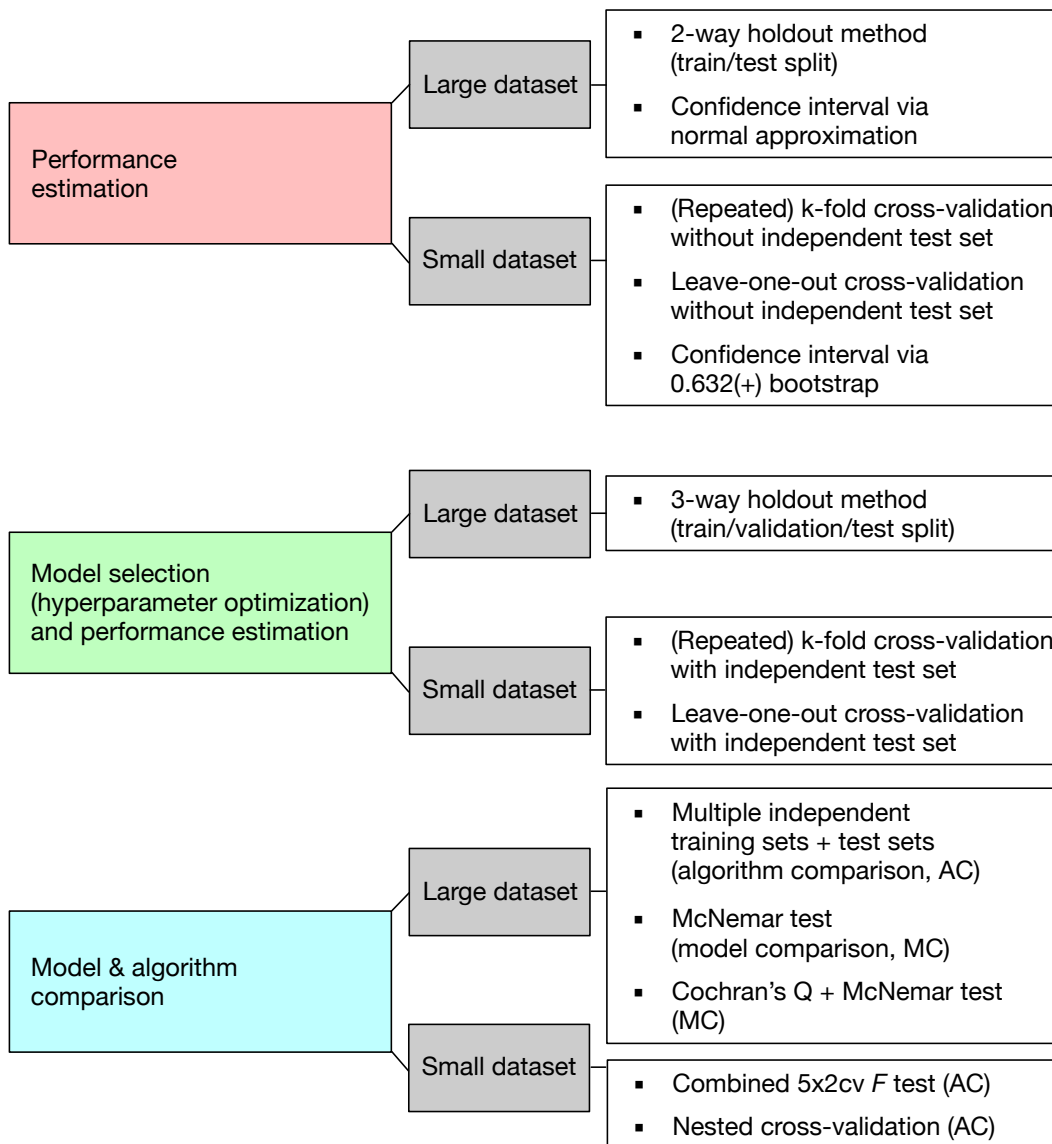 Performance
estimation
Large dataset
2-way holdout method
(train/test split)
Confidence interval via
normal approximation
Small dataset
(Repeated) k-fold cross-validation
without independent test set
Leave-one-out cross-validation
without independent test set
Confidence interval via
0.632(+) bootstrap
Model selection
(hyperparameter optimization)
and performance estimation
Large dataset
3-way holdout method
(train/validation/test split)
Small dataset
(Repeated) k-fold cross-validation
with independent test set
Leave-one-out cross-validation
with independent test set
Model & algorithm
comparison
Large dataset
Multiple independent
training sets + test sets
(algorithm comparison, AC)
McNemar test
(model comparison, MC)
Cochran’s Q + McNemar test
(MC)
Small dataset
Combined 5x2cv F test (AC)
Nested cross-validation (AC)